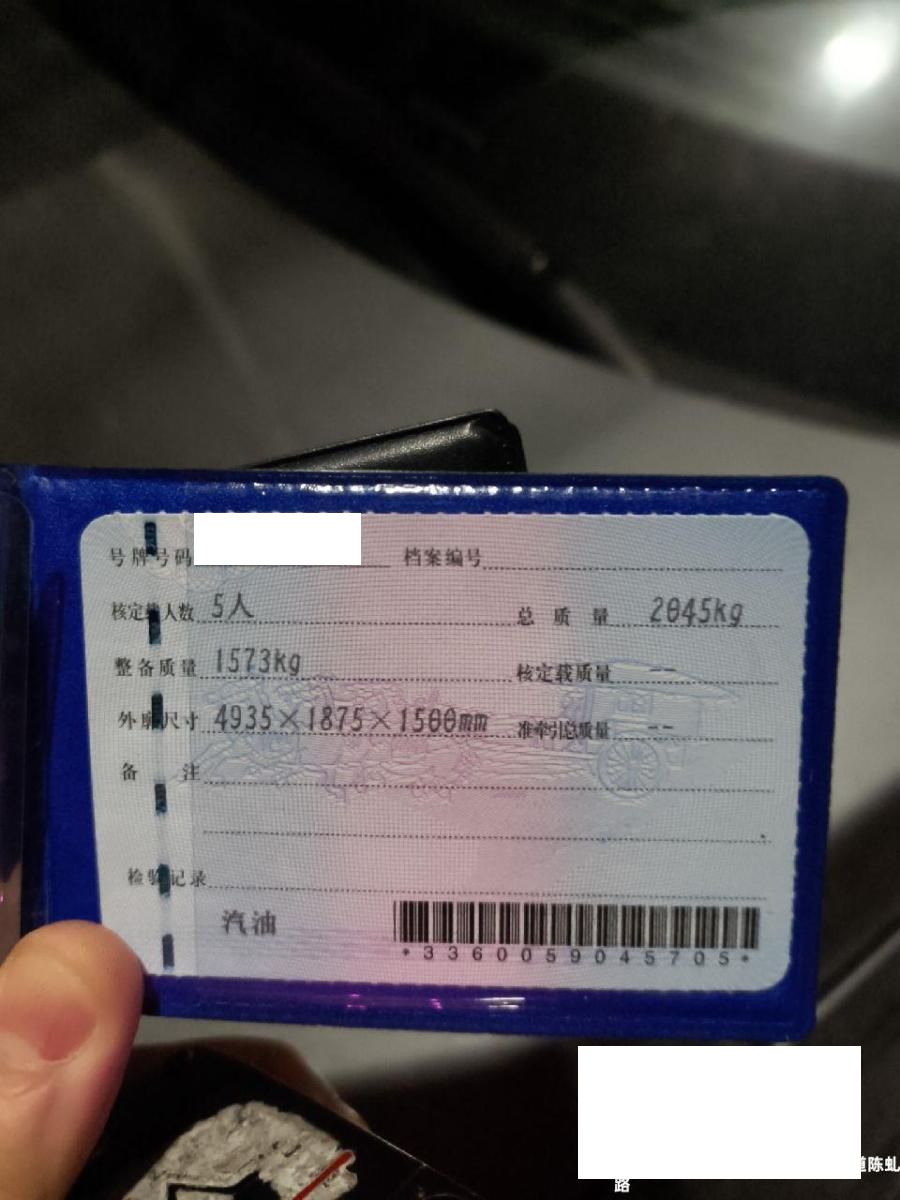 号牌号码 档案编号
核定载人数 5人 总质量 2045kg
整备质量 1573kg 核定载质量 --
外廓尺寸 4935×1875×1500mm 准牵引总质量 --
备注
检验记录
汽油
*3360059045705*
道陈虬
路